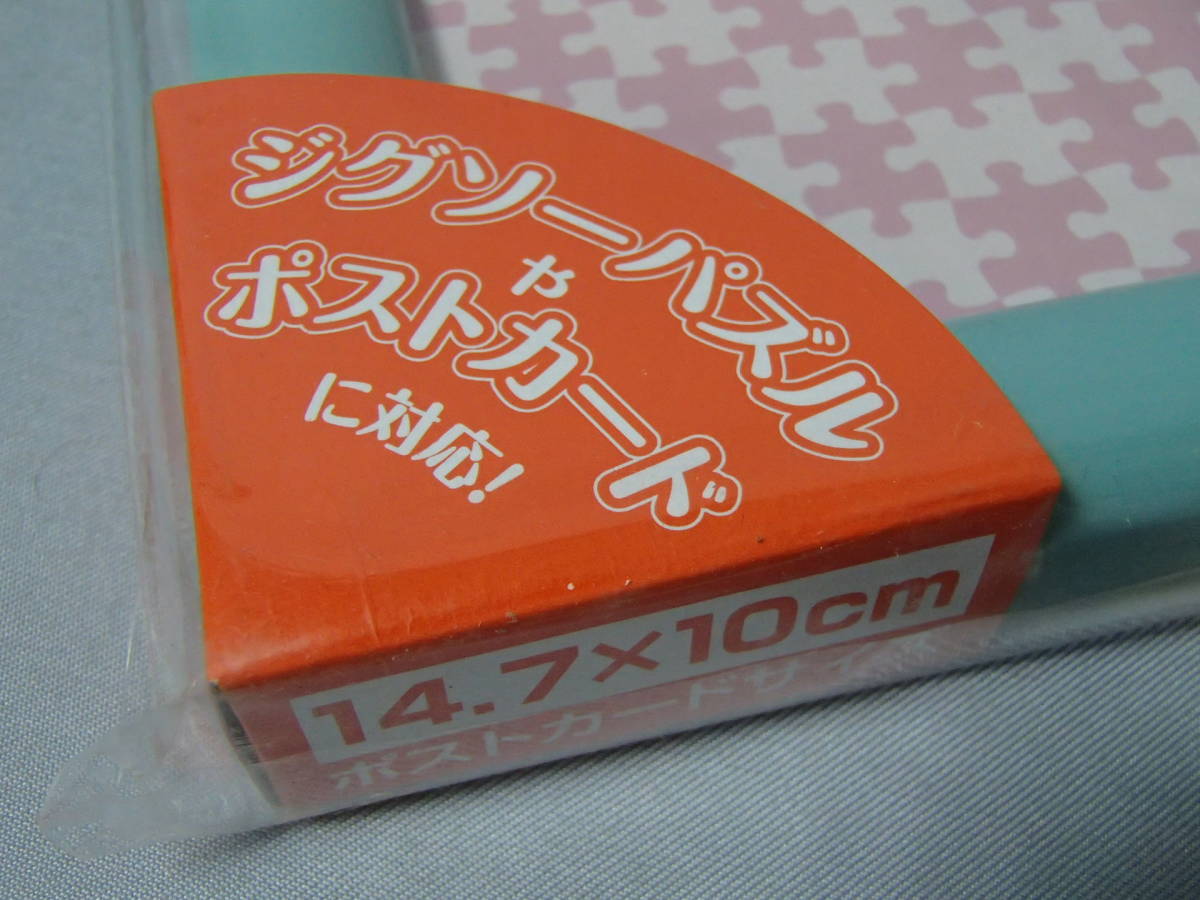 ジグソーパズル
や
ポストカード
に対応!
14.7×10cm
ポストカードサイズ